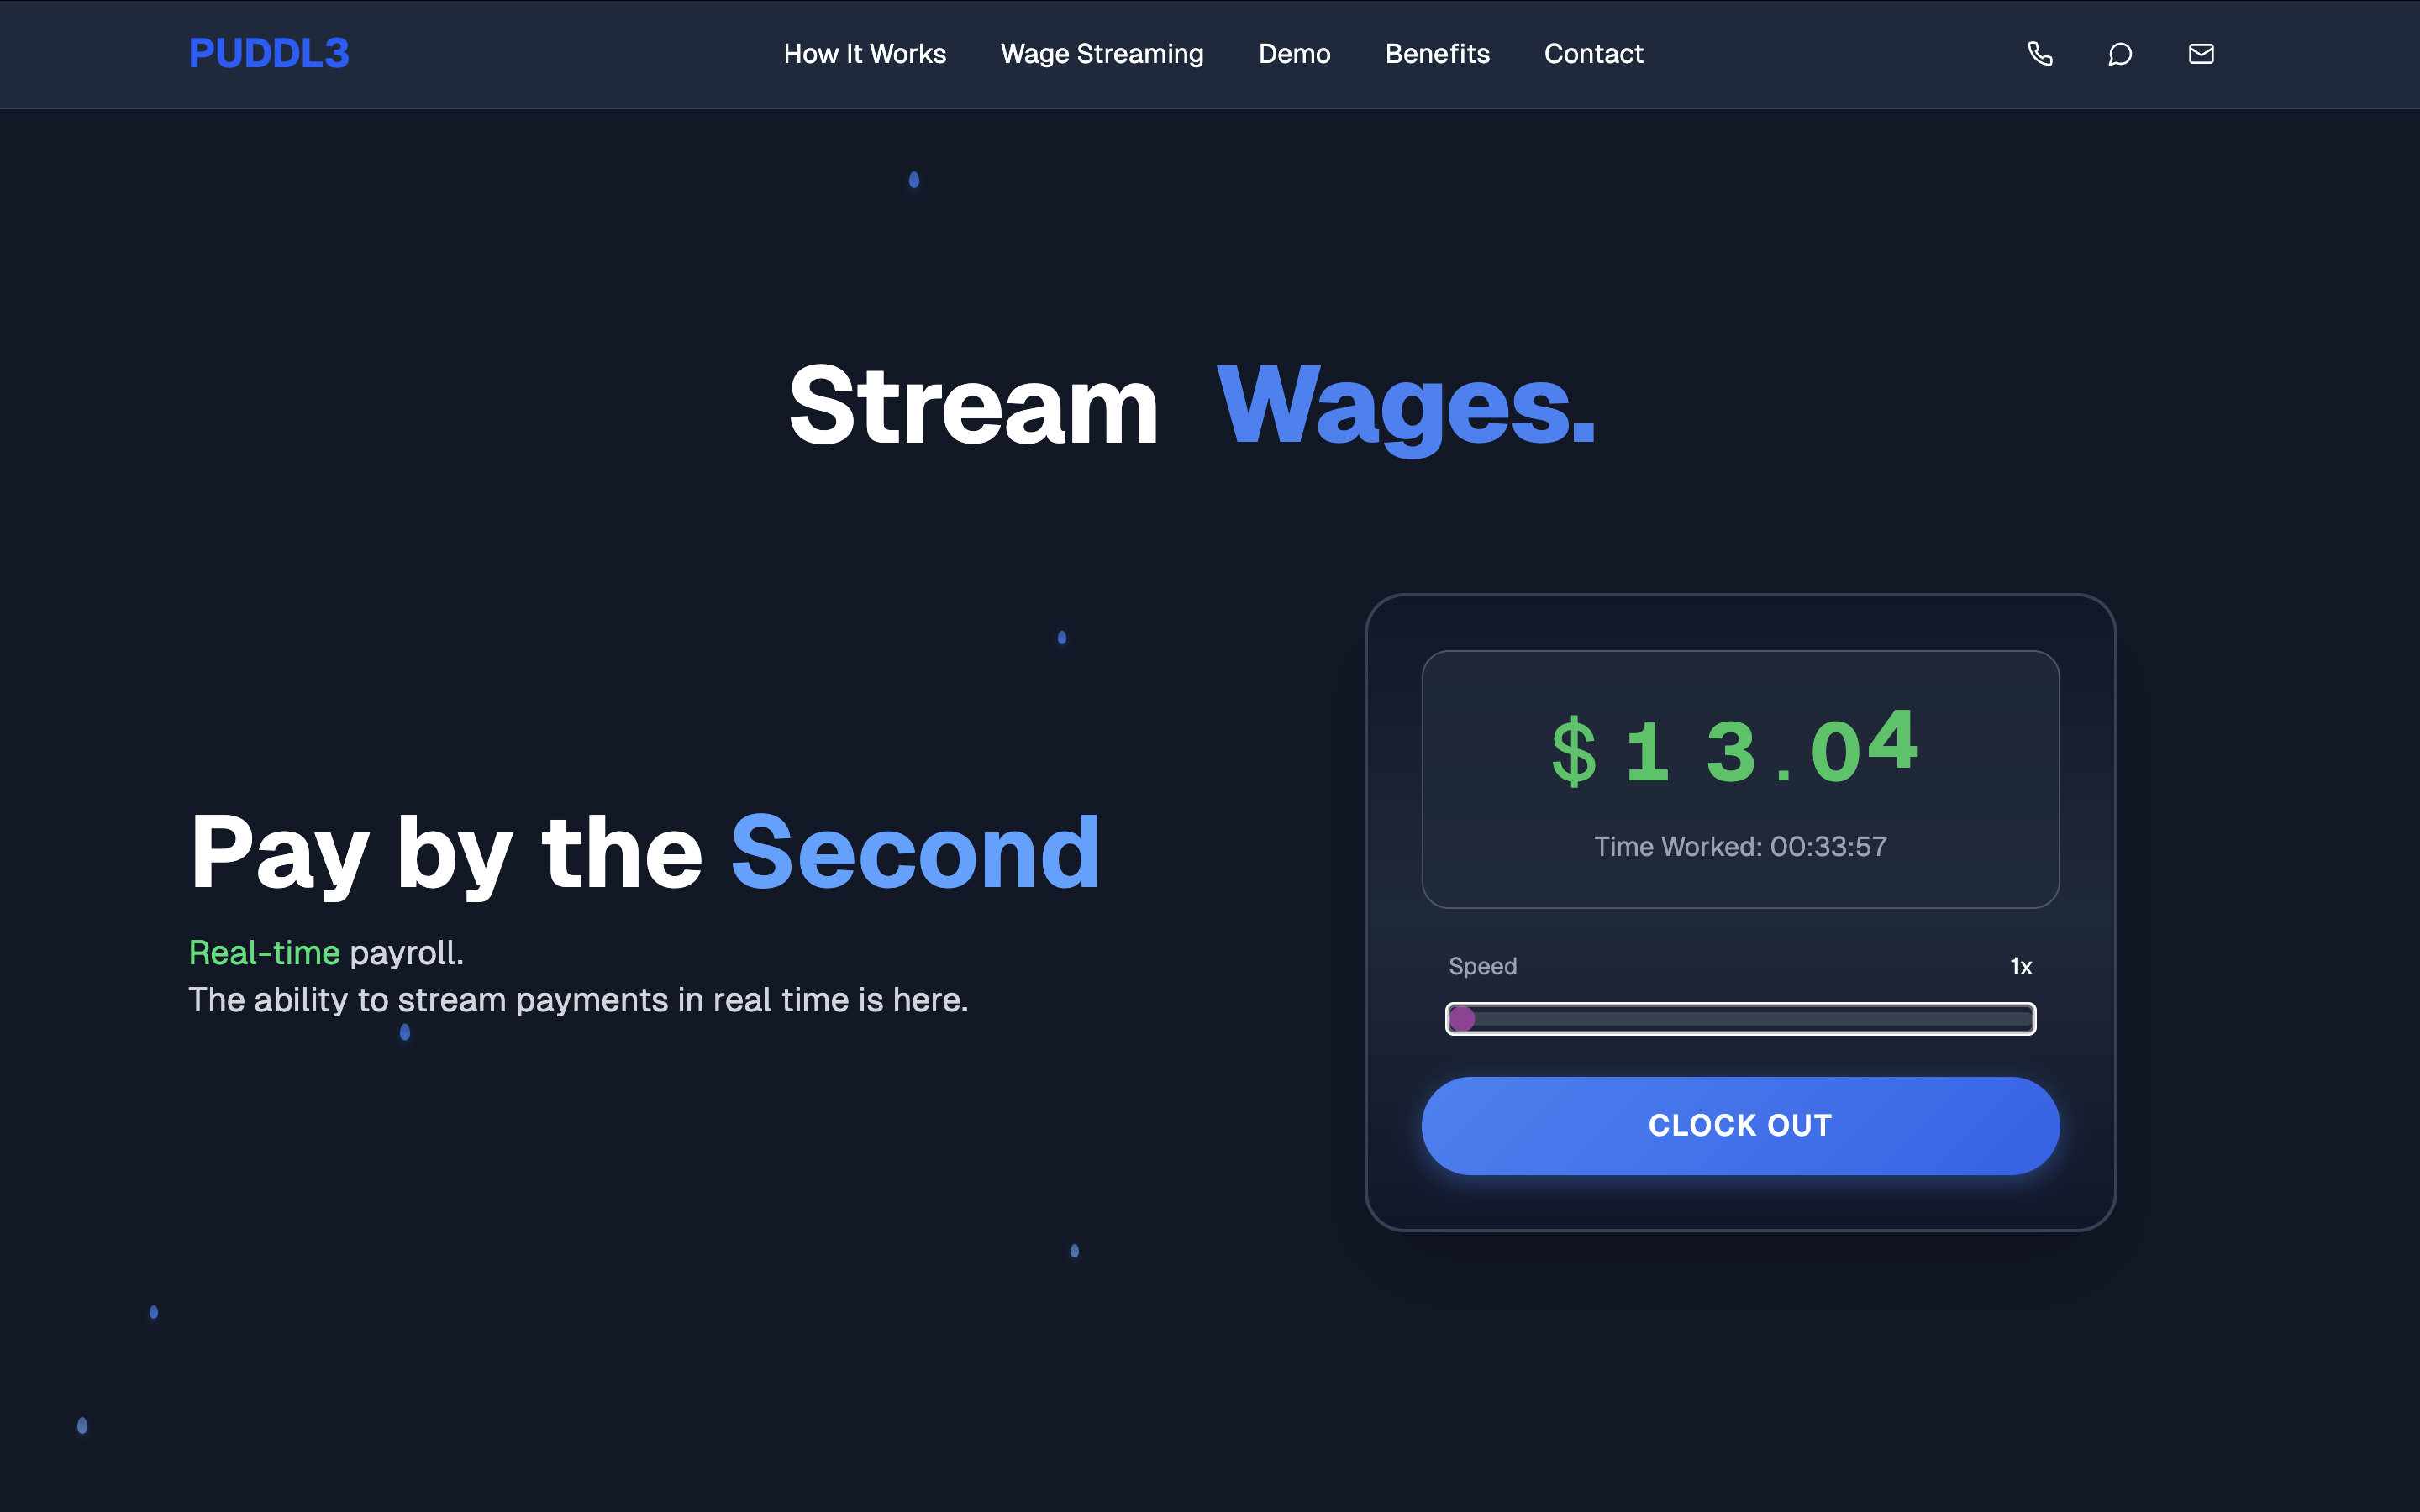 PUDDL3
How It Works Wage Streaming Demo Benefits Contact
Stream Wages.
Pay by the Second
Real-time payroll.
The ability to stream payments in real time is here.
$13.04
Time Worked: 00:33:57
Speed 1x
CLOCK OUT